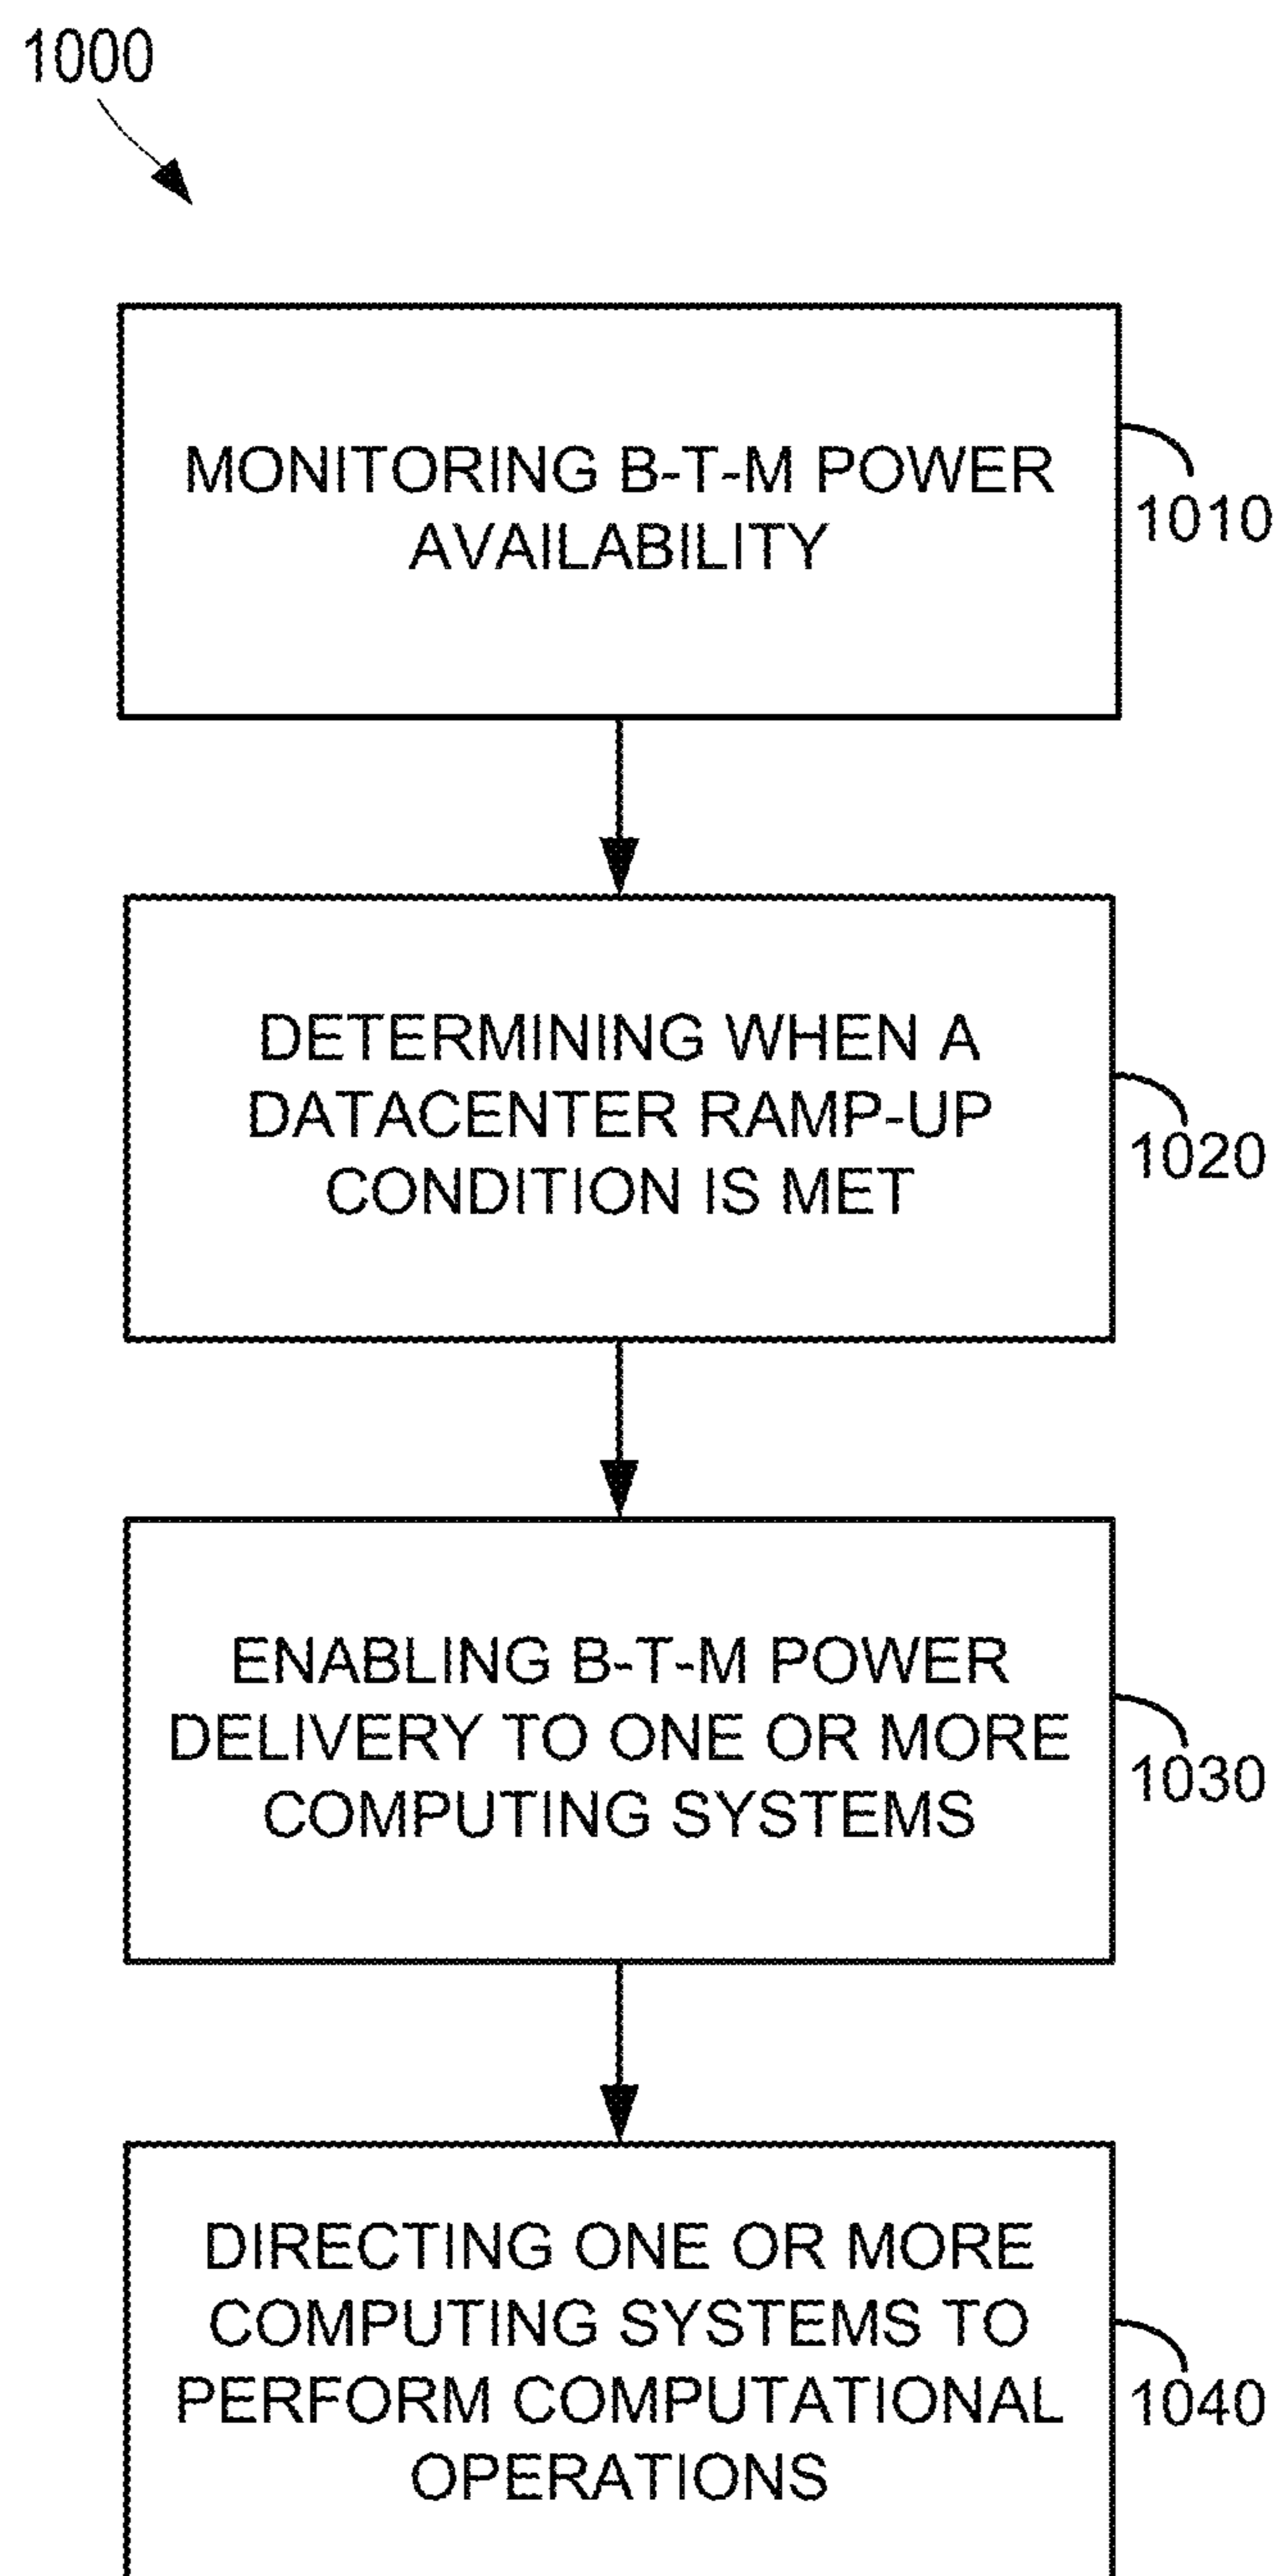 1000
MONITORING B-T-M POWER
AVAILABILITY
1010
DETERMINING WHEN A
DATACENTER RAMP-UP
CONDITION IS MET
1020
ENABLING B-T-M POWER
DELIVERY TO ONE OR MORE
COMPUTING SYSTEMS
1030
DIRECTING ONE OR MORE
COMPUTING SYSTEMS TO
PERFORM COMPUTATIONAL
OPERATIONS
1040